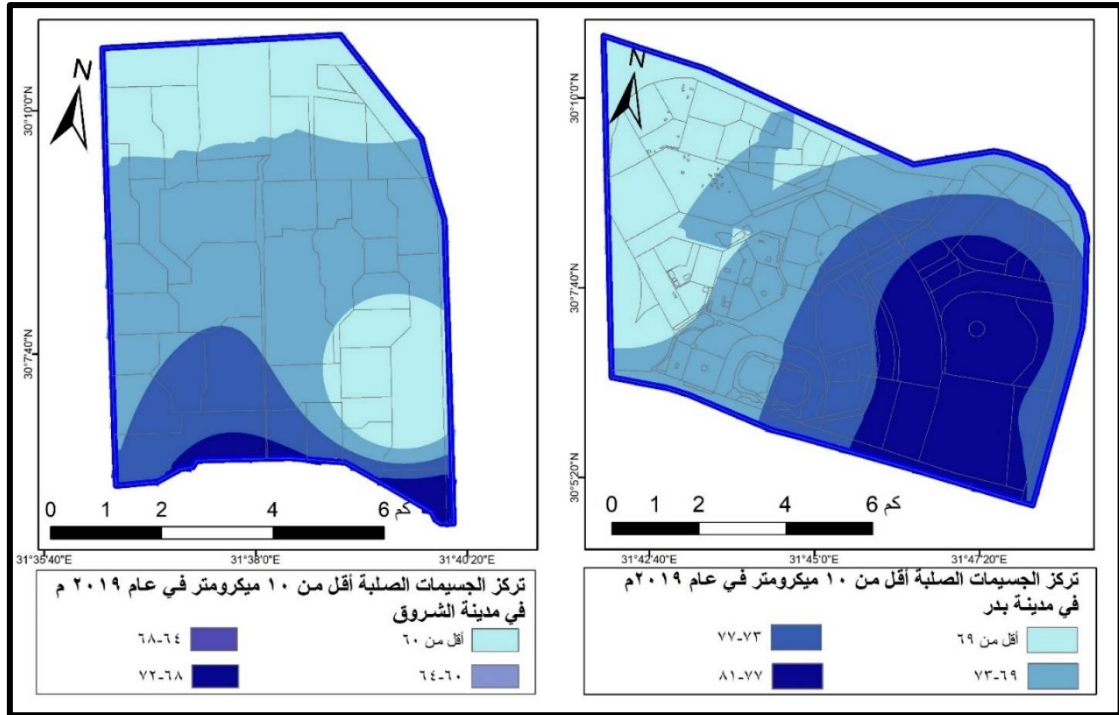 N
30°10'0"N
30°7'40"N
0 1 2 4 6 كم
31°35'40"E 31°38'0"E 31°40'20"E
تركز الجسيمات الصلبة أقل من ١٠ ميكرومتر في عام ٢٠١٩ م
في مدينة الشروق
أقل من ٦٠
٦٤-٦٠
٦٨-٦٤
٧٢-٦٨
N
30°10'0"N
30°7'40"N
30°5'20"N
0 1 2 4 6 كم
31°42'40"E 31°45'0"E 31°47'20"E
تركز الجسيمات الصلبة أقل من ١٠ ميكرومتر في عام ٢٠١٩م
في مدينة بدر
أقل من ٦٩
٧٣-٦٩
٧٧-٧٣
٨١-٧٧